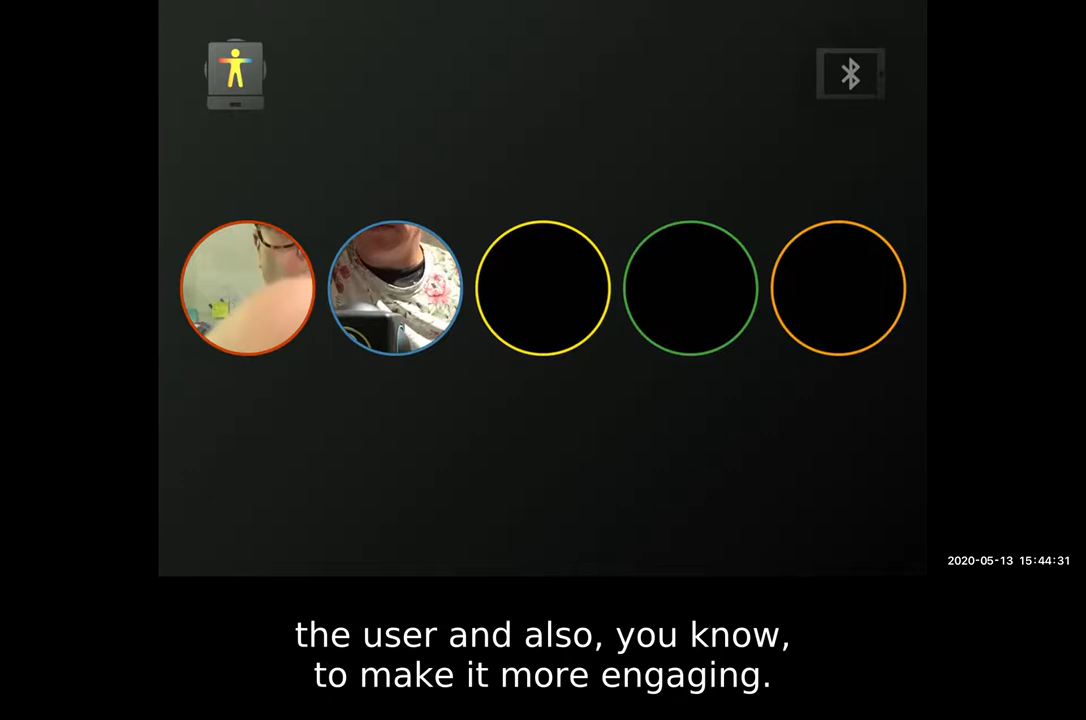 2020-05-13 15:44:31
the user and also, you know,
to make it more engaging.